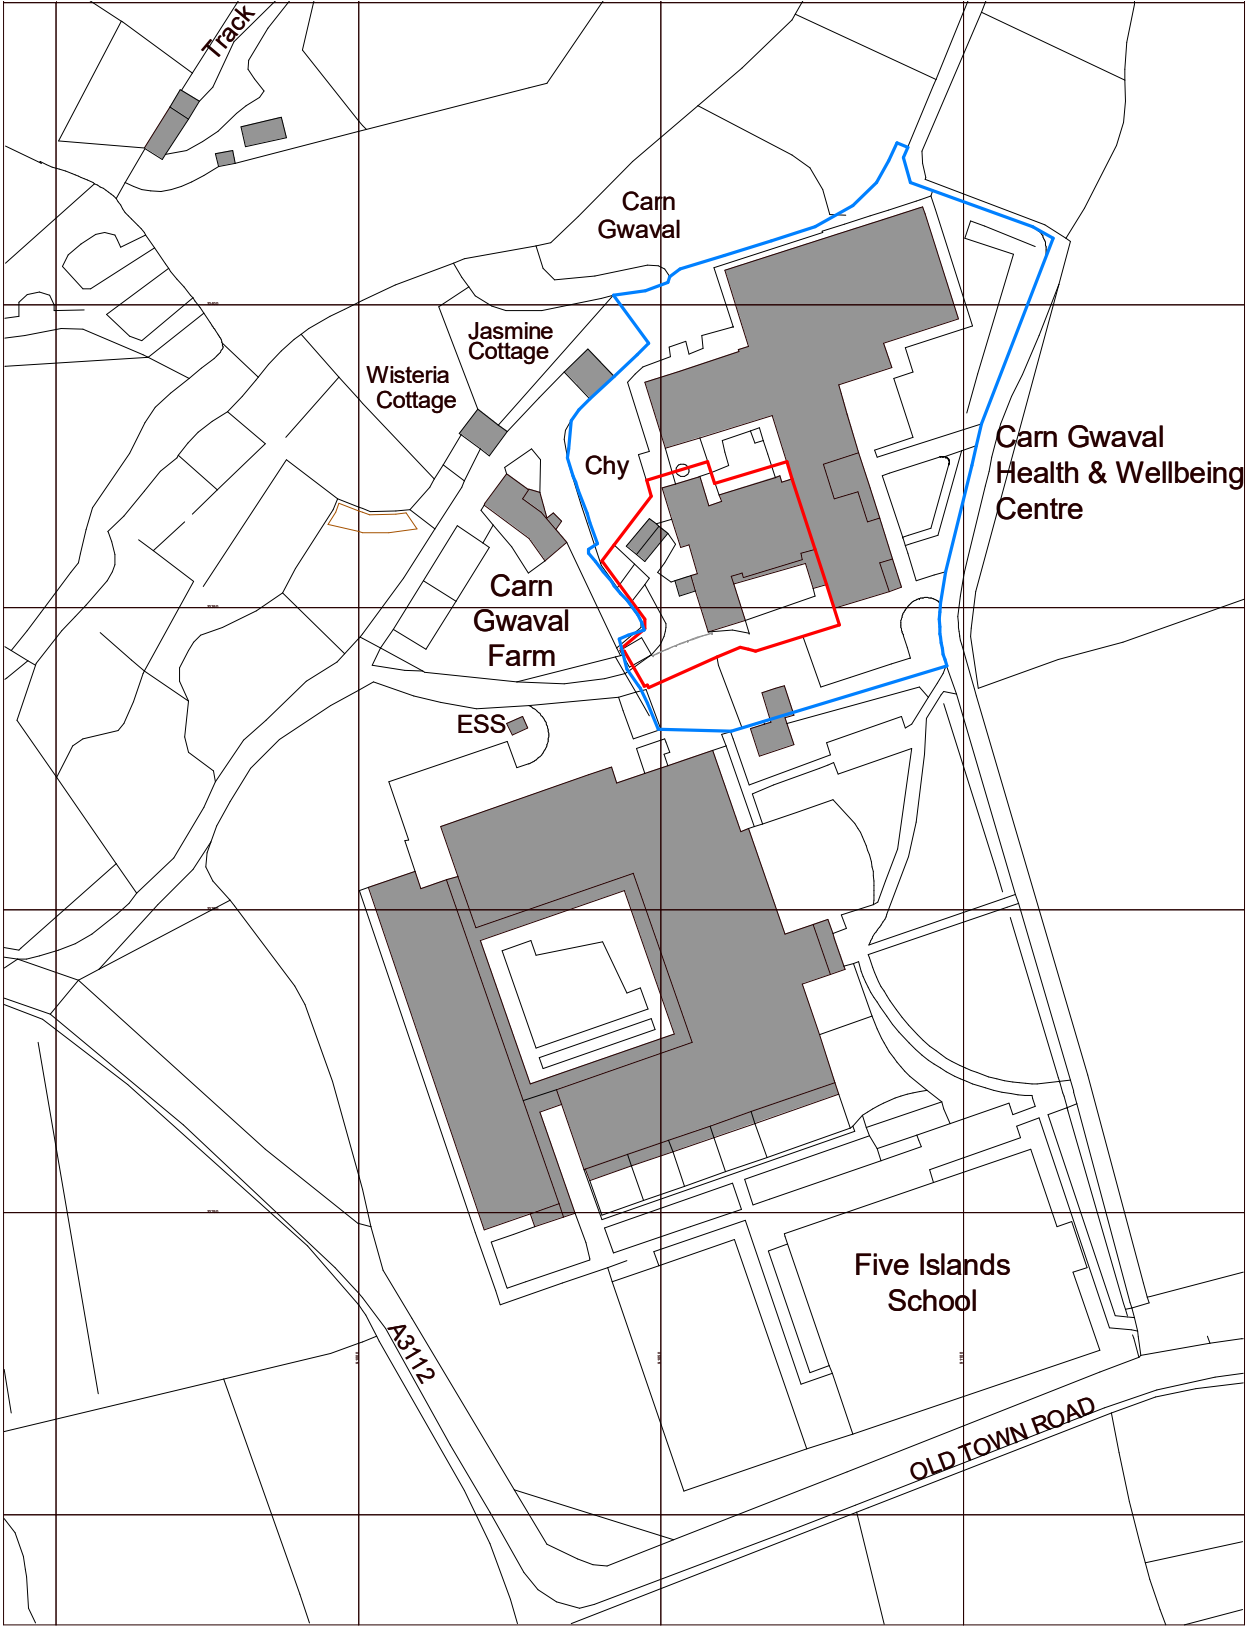 Track
Carn
Gwaval
Jasmine
Cottage
Wisteria
Cottage
Chy
Carn Gwaval
Health & Wellbeing
Centre
Carn
Gwaval
Farm
ESS
Five Islands
School
A3112
OLD TOWN ROAD